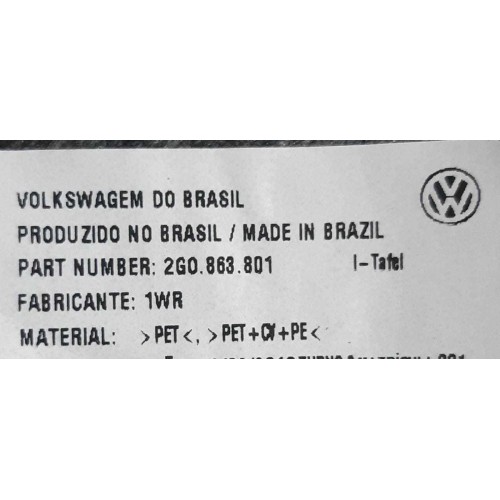 VOLKSWAGEM DO BRASIL
PRODUZIDO NO BRASIL / MADE IN BRAZIL
PART NUMBER: 2G0.863.801 I-Tafel
FABRICANTE: 1WR
MATERIAL: >PET<, >PET+ +PE<